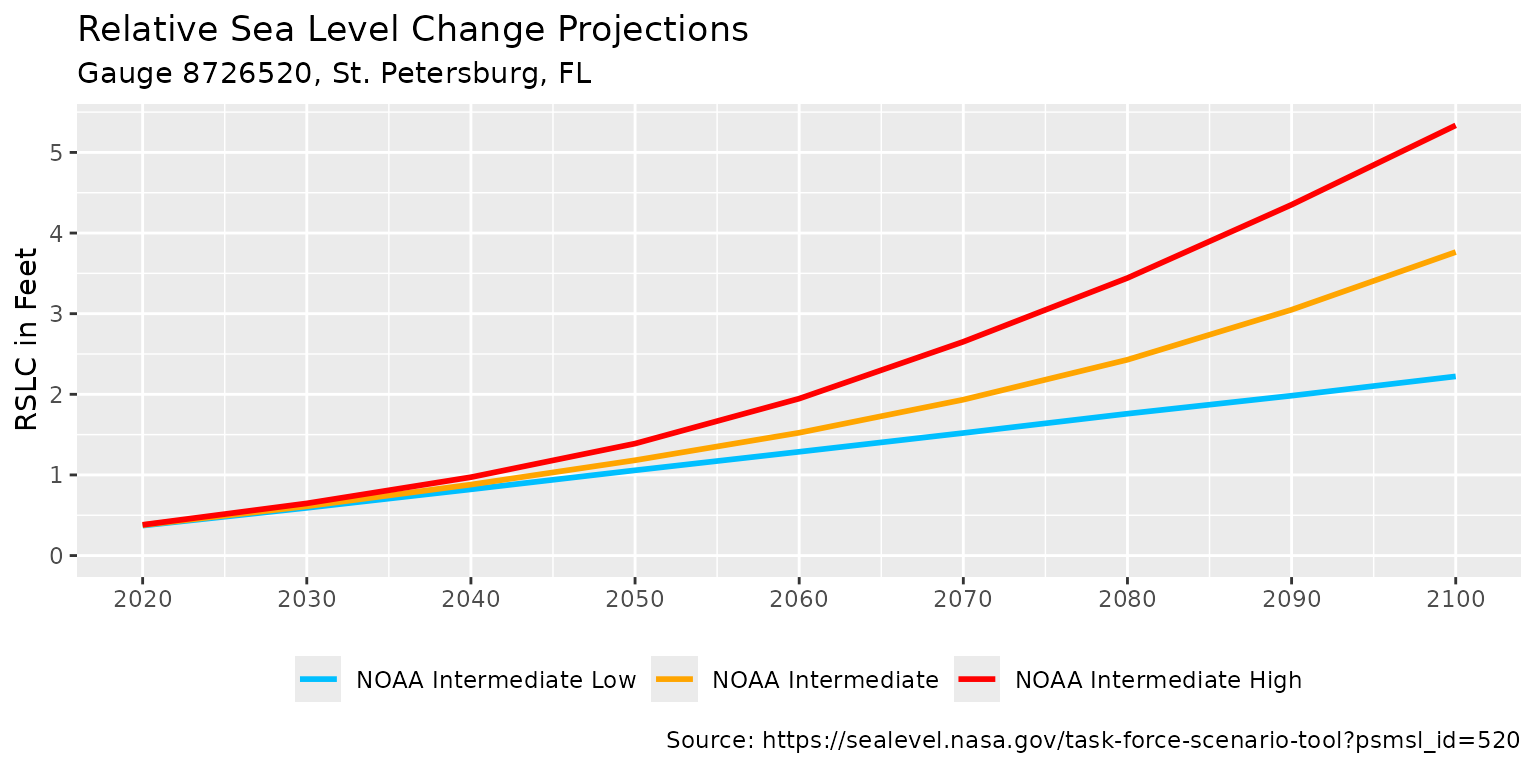 Relative Sea Level Change Projections
Gauge 8726520, St. Petersburg, FL
RSLC in Feet
5
4
3
2
1
0
2020 2030 2040 2050 2060 2070 2080 2090 2100
NOAA Intermediate Low NOAA Intermediate NOAA Intermediate High
Source: https://sealevel.nasa.gov/task-force-scenario-tool?psmsl_id=520